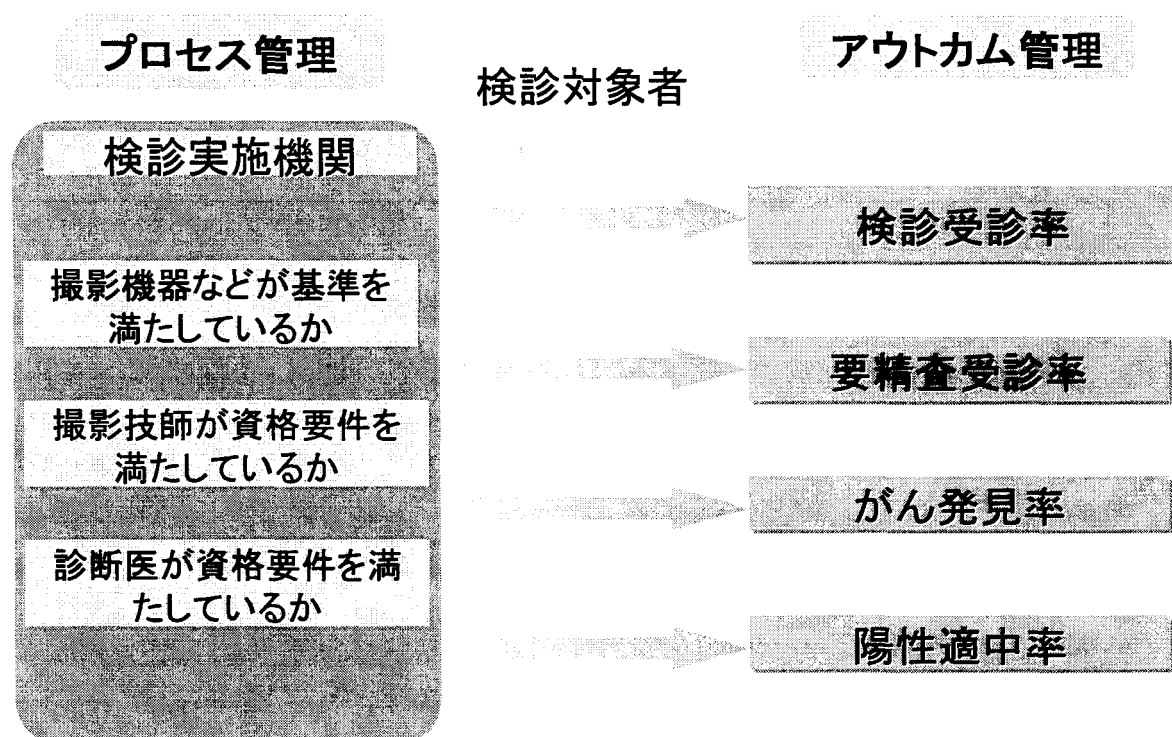 プロセス管理
検診対象者
アウトカム管理
検診実施機関
撮影機器などが基準を
満たしているか
撮影技師が資格要件を
満たしているか
診断医が資格要件を満
たしているか
検診受診率
要精査受診率
がん発見率
陽性適中率